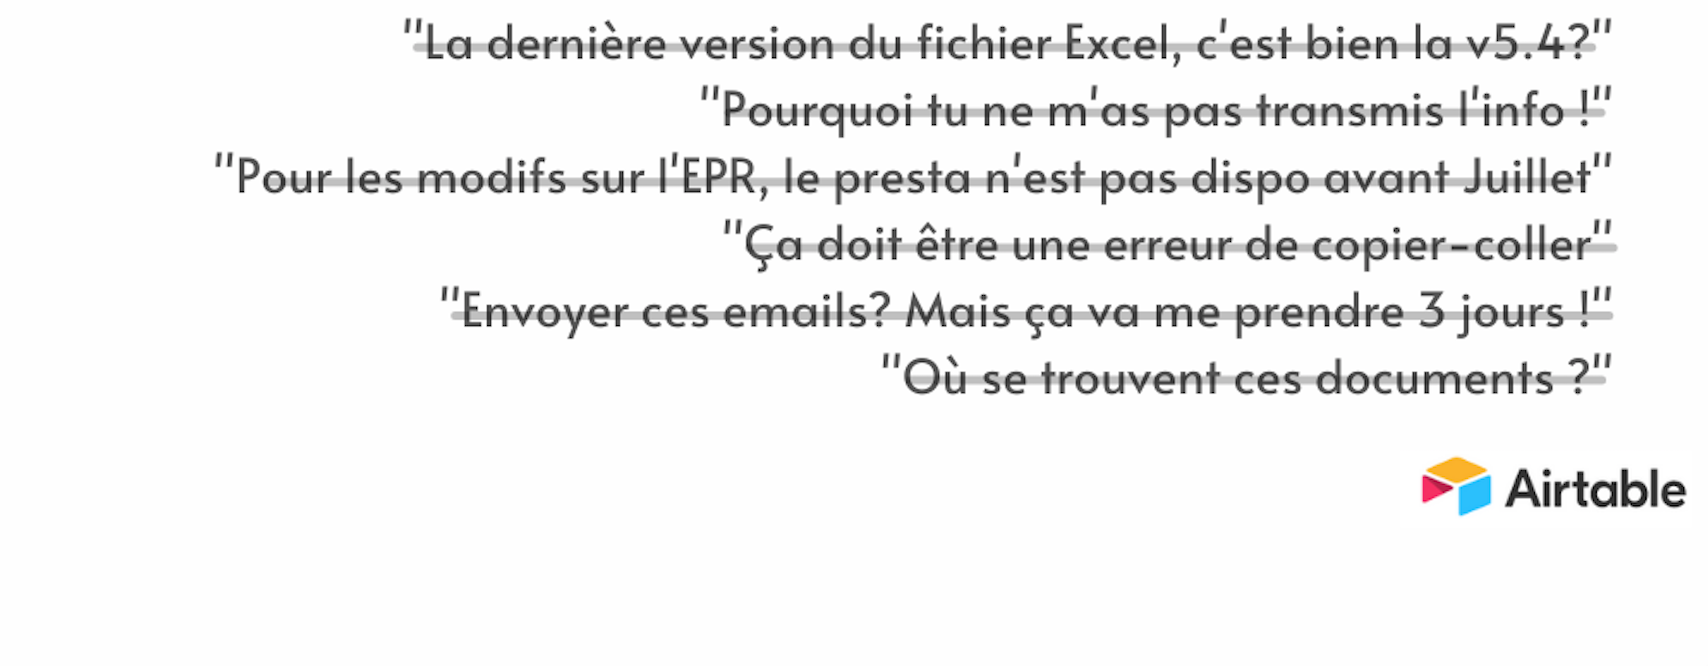 "La dernière version du fichier Excel, c'est bien la v5.4?"
"Pourquoi tu ne m'as pas transmis l'info !"
"Pour les modifs sur l'EPR, le presta n'est pas dispo avant Juillet"
"Ça doit être une erreur de copier-coller"
"Envoyer ces emails? Mais ça va me prendre 3 jours !"
"Où se trouvent ces documents ?"
Airtable